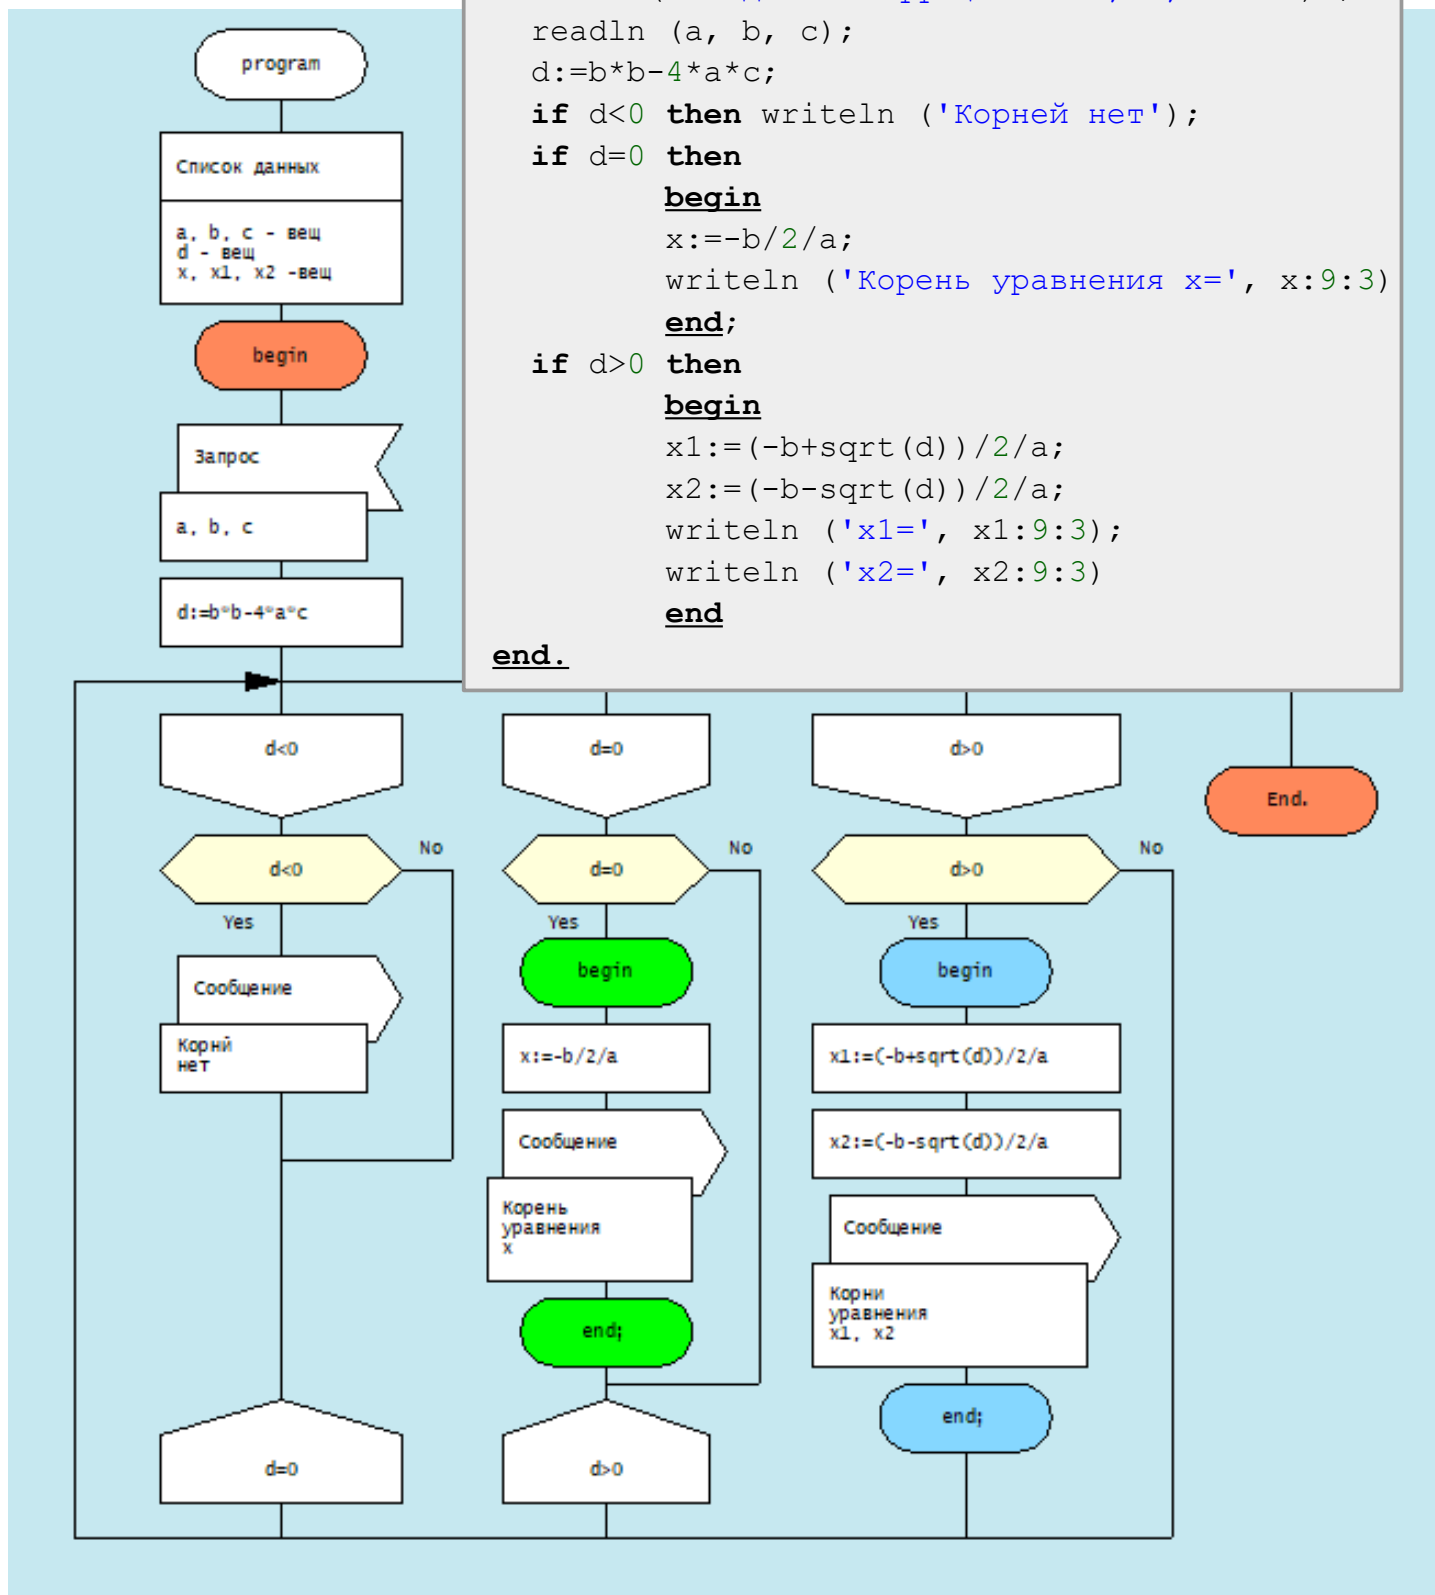 program
Список данных
a, b, c - вещ
d - вещ
x, x1, x2 -вещ
begin
Запрос
a, b, c
d:=b*b-4*a*c
readln (a, b, c);
d:=b*b-4*a*c;
if d<0 then writeln ('Корней нет');
if d=0 then
begin
x:=-b/2/a;
writeln ('Корень уравнения x=', x:9:3)
end;
if d>0 then
begin
x1:=(-b+sqrt(d))/2/a;
x2:=(-b-sqrt(d))/2/a;
writeln ('x1=', x1:9:3);
writeln ('x2=', x2:9:3)
end
end.
d<0
d<0
No
Yes
Сообщение
Корнй
нет
d=0
d=0
d=0
No
Yes
begin
x:=-b/2/a
Сообщение
Корень
уравнения
x
end;
d>0
d>0
d>0
No
Yes
begin
x1:=(-b+sqrt(d))/2/a
x2:=(-b-sqrt(d))/2/a
Сообщение
Корни
уравнения
x1, x2
end;
End.